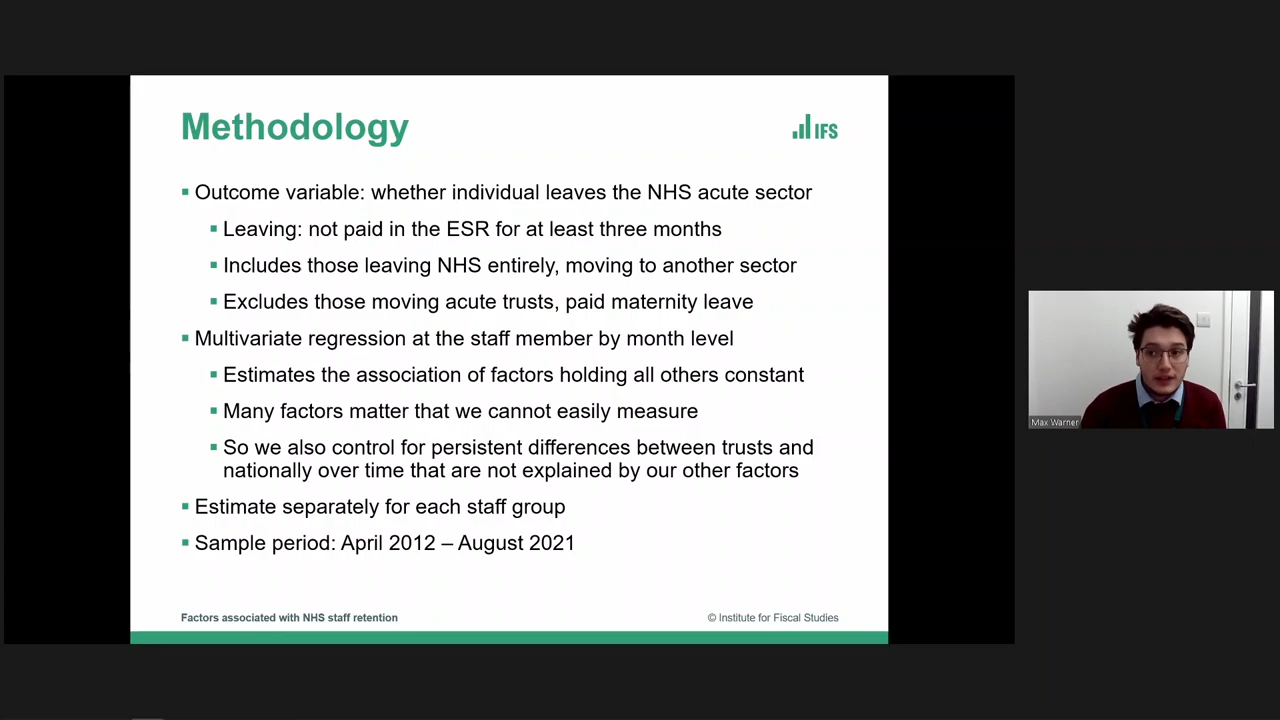 Methodology
IFS
Outcome variable: whether individual leaves the NHS acute sector
Leaving: not paid in the ESR for at least three months
Includes those leaving NHS entirely, moving to another sector
Excludes those moving acute trusts, paid maternity leave
Multivariate regression at the staff member by month level
Estimates the association of factors holding all others constant
Many factors matter that we cannot easily measure
So we also control for persistent differences between trusts and
nationally over time that are not explained by our other factors
Estimate separately for each staff group
Sample period: April 2012 – August 2021
Factors associated with NHS staff retention
© Institute for Fiscal Studies
Max Warner